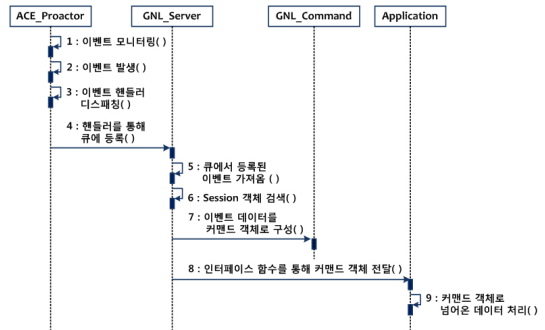 ACE_Proactor
GNL_Server
GNL_Command
Application
1 : 이벤트 모니터링( )
2 : 이벤트 발생( )
3 : 이벤트 핸들러
디스패칭( )
4 : 핸들러를 통해
큐에 등록( )
5 : 큐에서 등록된
이벤트 가져옴 ( )
6 : Session 객체 검색( )
7 : 이벤트 데이터를
커맨드 객체로 구성( )
8 : 인터페이스 함수를 통해 커맨드 객체 전달( )
9 : 커맨드 객체로
넘어온 데이터 처리( )